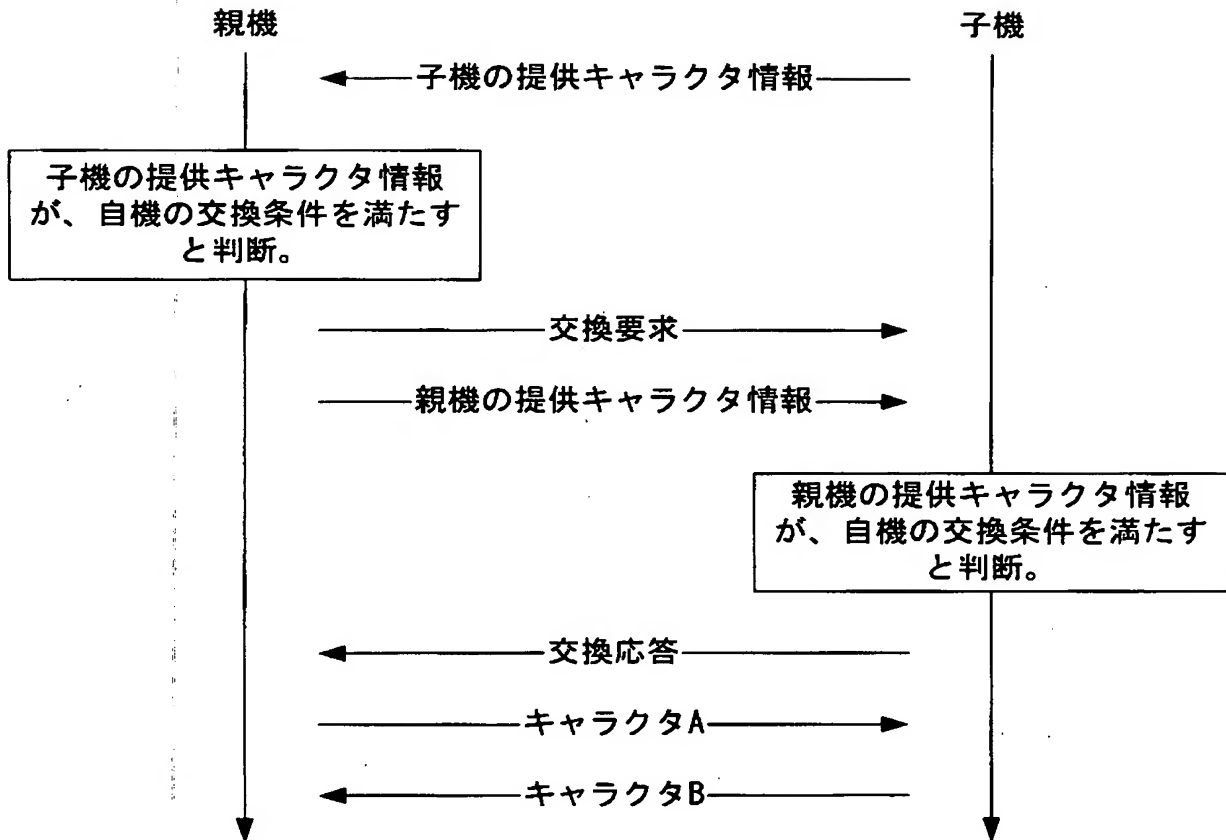 親機
子機
子機の提供キャラクタ情報
子機の提供キャラクタ情報
が、自機の交換条件を満たす
と判断。
交換要求
親機の提供キャラクタ情報
親機の提供キャラクタ情報
が、自機の交換条件を満たす
と判断。
交換応答
キャラクタA
キャラクタB